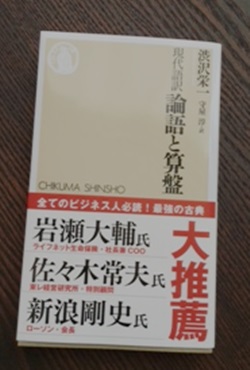 渋沢栄一
守屋 淳=訳
現代語訳
論語と算盤
CHIKUMA SHINSHO
全てのビジネス人必読！最強の古典
大推薦
岩瀬大輔氏
ライフネット生命保険・社長兼COO
佐々木常夫氏
東レ経営研究所・特別顧問
新浪剛史氏
ローソン・会長